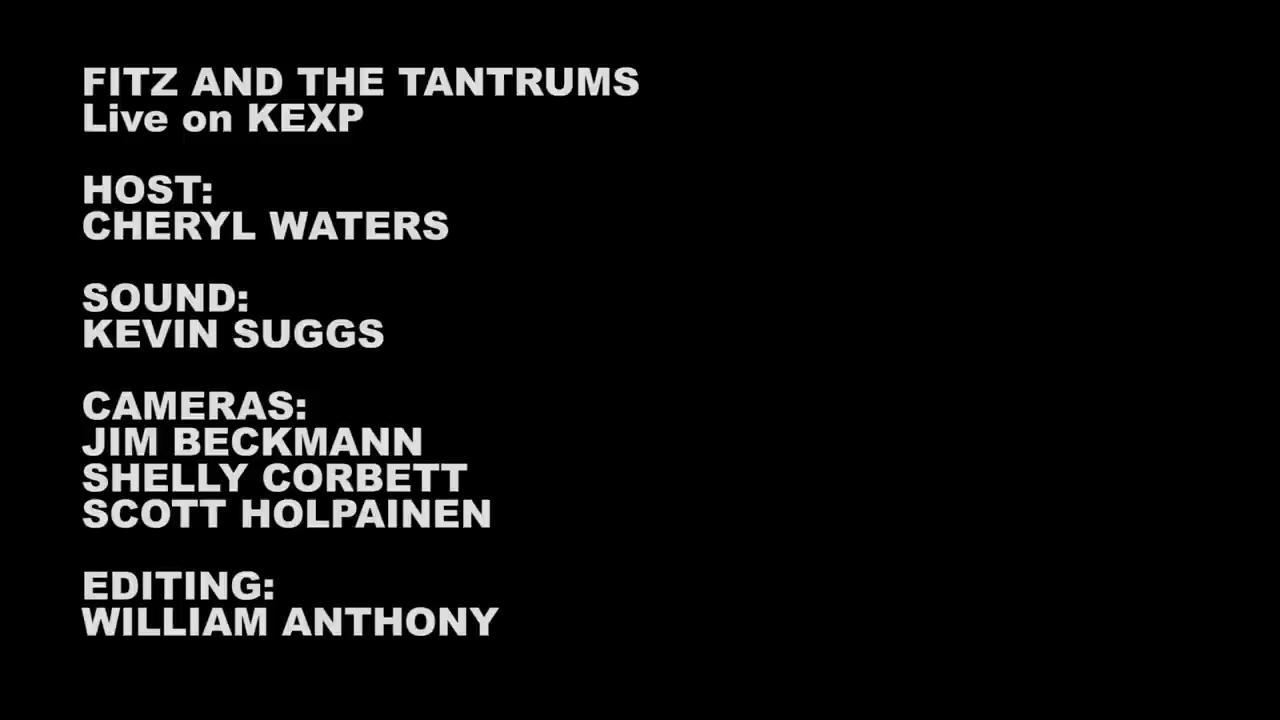 FITZ AND THE TANTRUMS
Live on KEXP
HOST:
CHERYL WATERS
SOUND:
KEVIN SUGGS
CAMERAS:
JIM BECKMANN
SHELLY CORBETT
SCOTT HOLPAINEN
EDITING:
WILLIAM ANTHONY